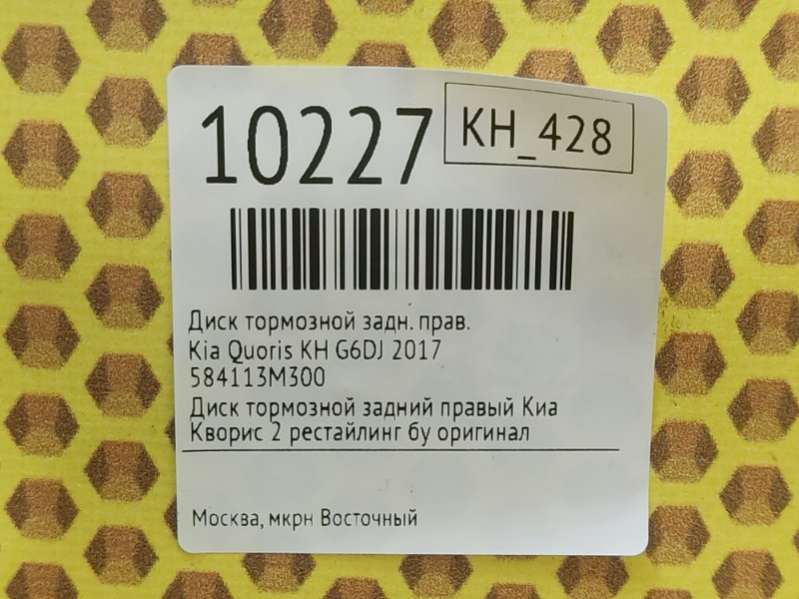 10227
KH_428
Диск тормозной задн. прав.
Kia Quoris KH G6DJ 2017
584113M300
Диск тормозной задний правый Киа
Кворис 2 рестайлинг бу оригинал
Москва, мкрн Восточный